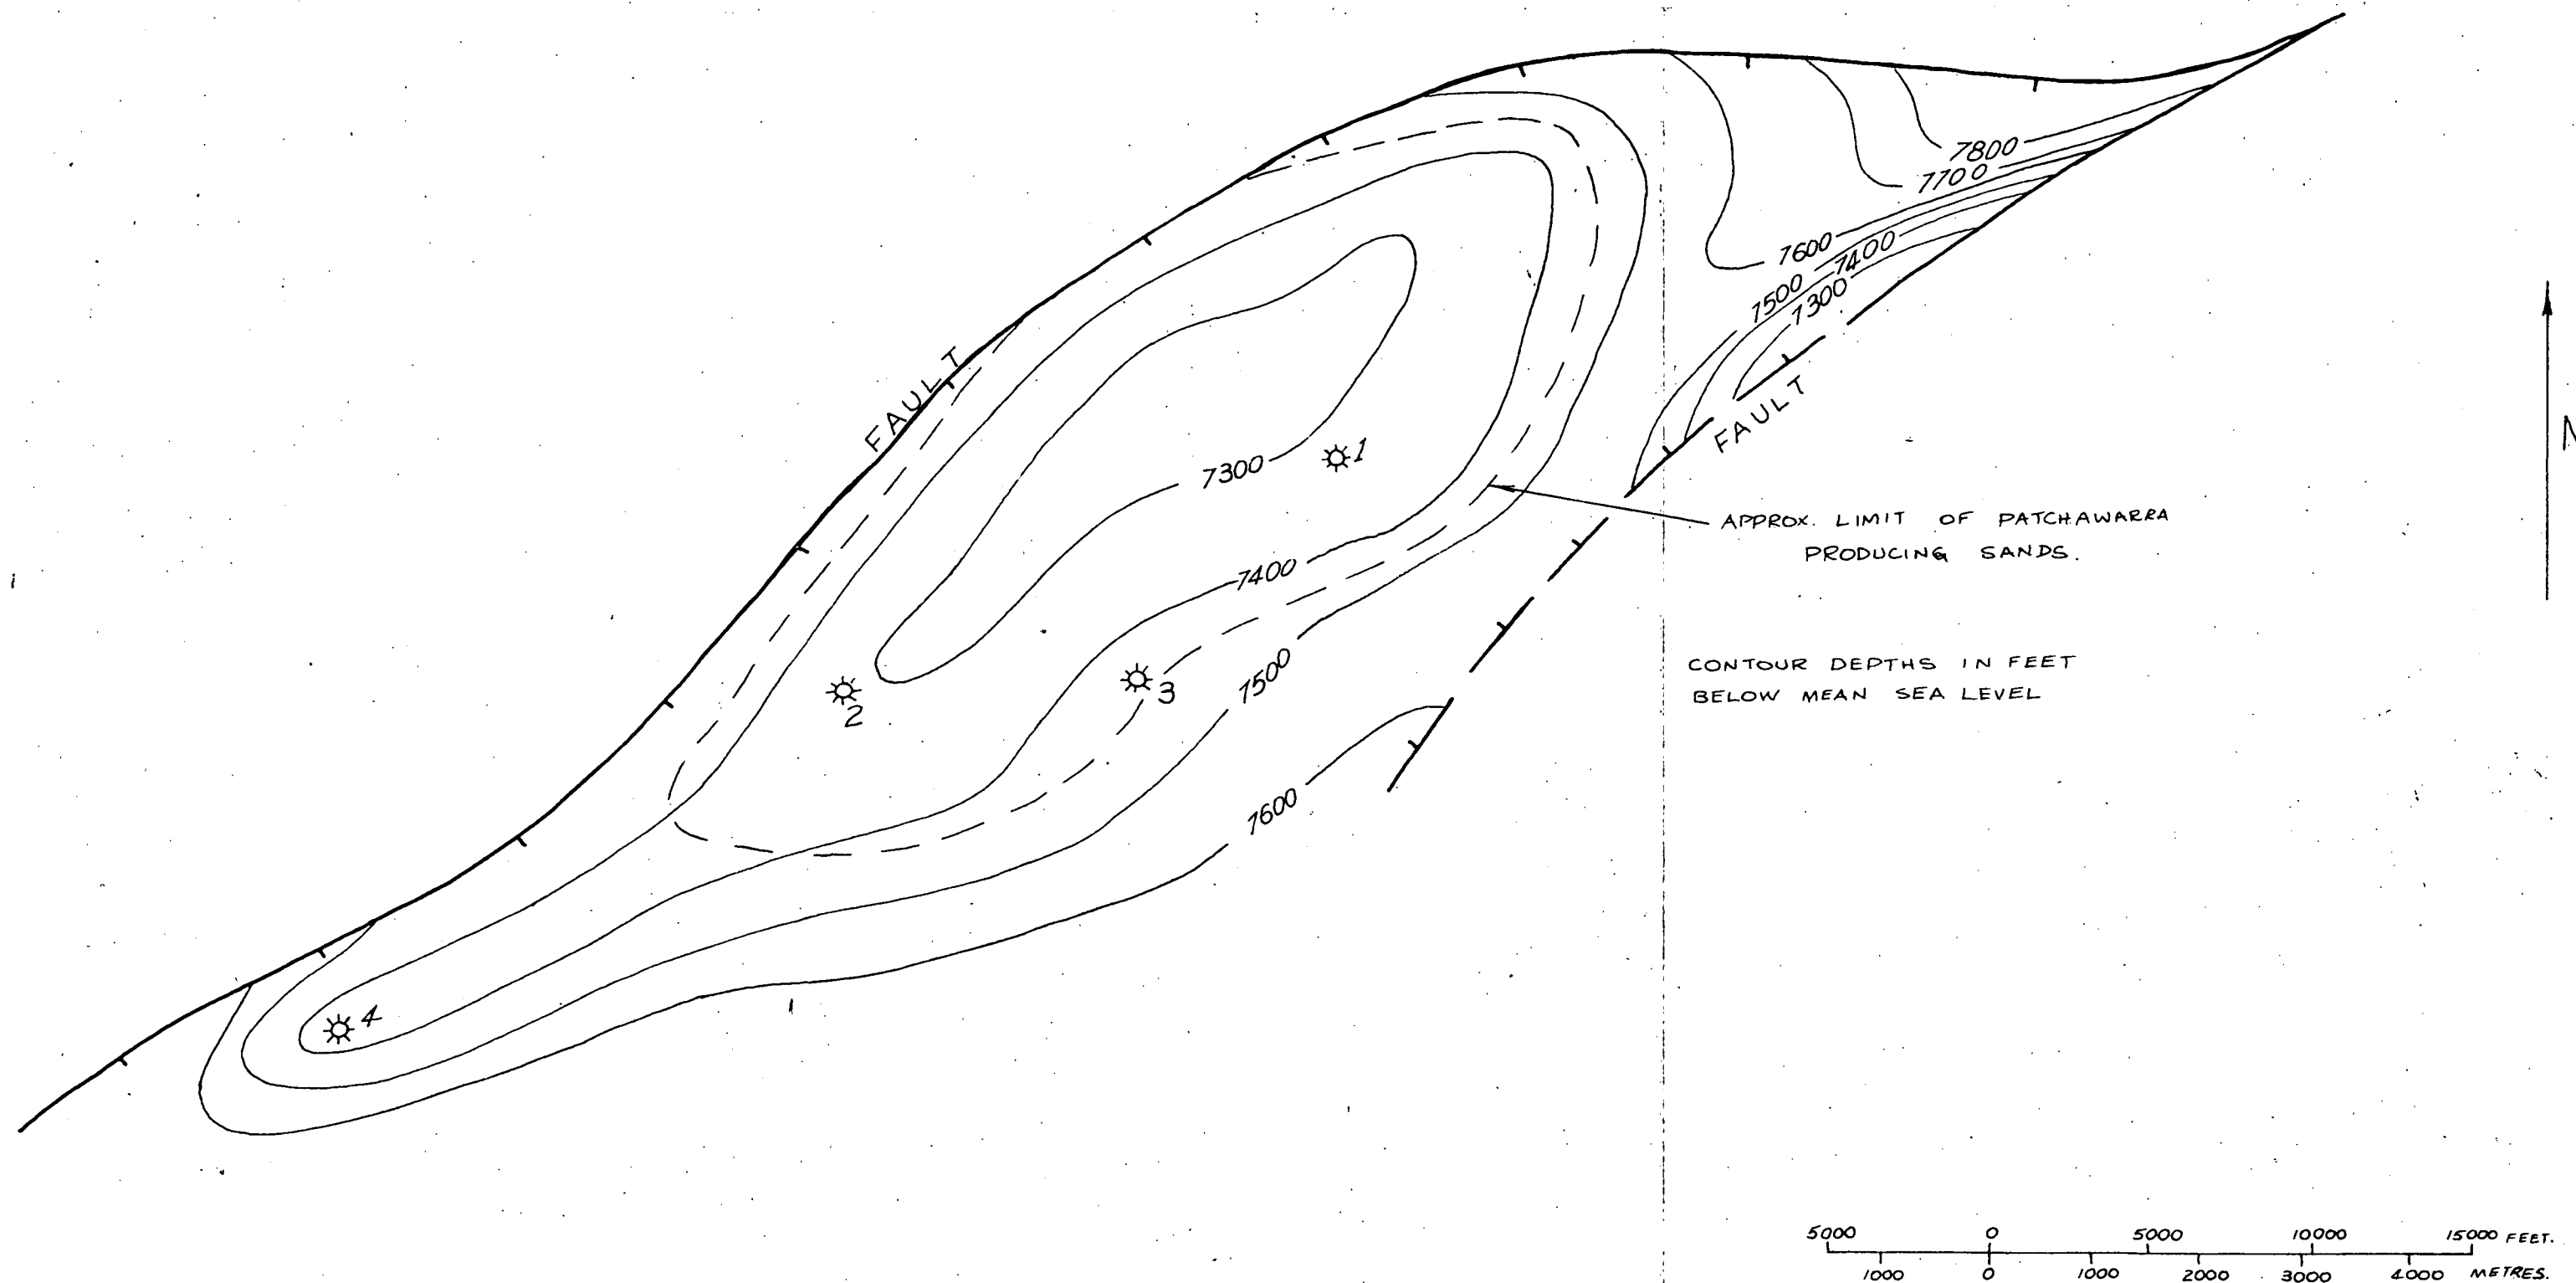 7800
7700
7600
7400
7500
7300
FAULT
FAULT
N
1
7300
APPROX. LIMIT OF PATCHAWARRA
PRODUCING SANDS.
7400
CONTOUR DEPTHS IN FEET
BELOW MEAN SEA LEVEL
3
7500
2
7600
4
5000 0 5000 10000 15000 FEET.
1000 0 1000 2000 3000 4000 METRES.